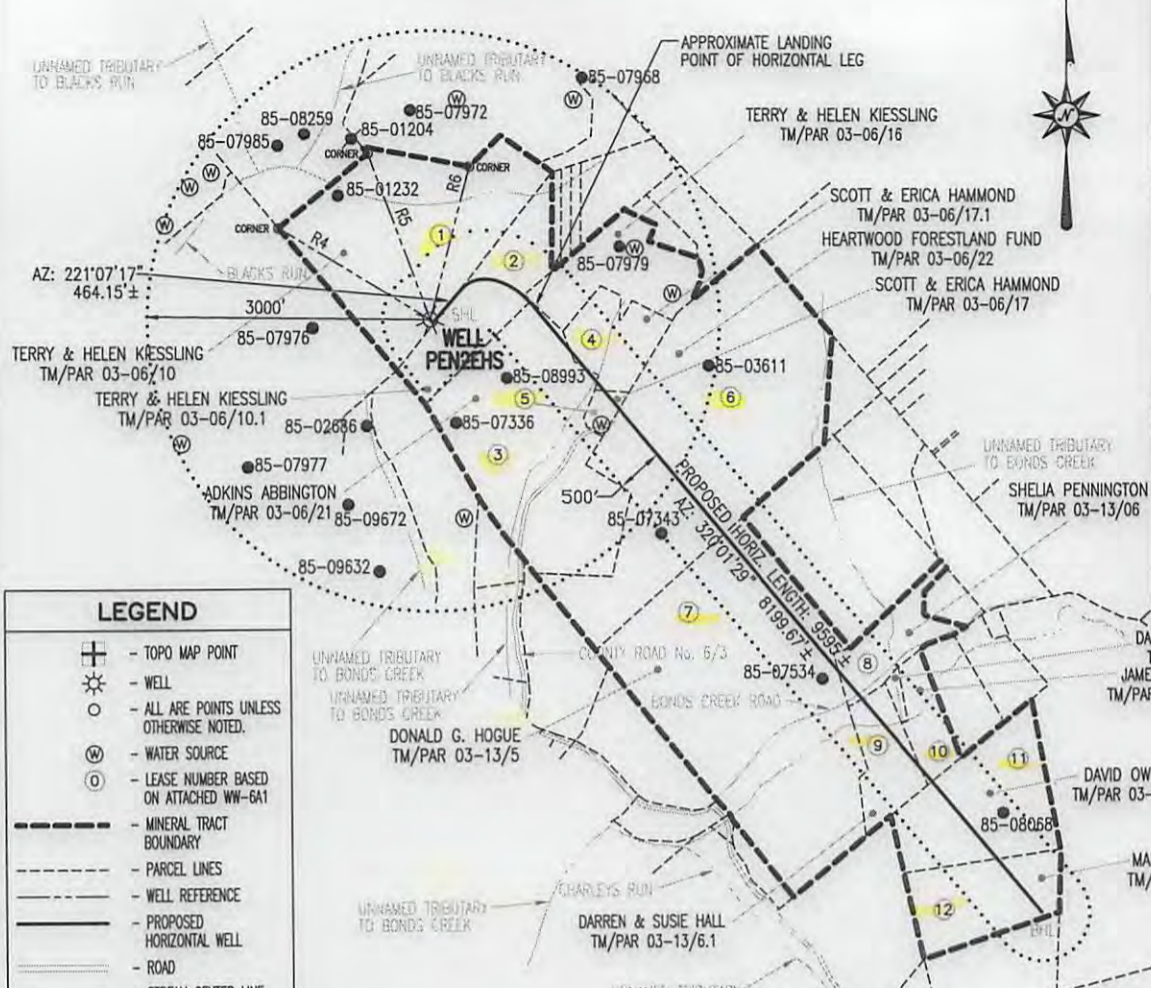 UNNAMED TRIBUTARY
TO BLACKS RUN
UNNAMED TRIBUTARY
TO BLACKS RUN
APPROXIMATE LANDING
POINT OF HORIZONTAL LEG
85-07968
W
W
85-07972
85-08259
85-01204
85-07985
CORNER
CORNER
N
TERRY & HELEN KIESSLING
TM/PAR 03-06/16
W
W
W
85-01232
R5
R6
SCOTT & ERICA HAMMOND
TM/PAR 03-06/17.1
CORNER
R4
1
2
W
85-07979
HEARTWOOD FORESTLAND FUND
TM/PAR 03-06/22
AZ: 221°07'17"
464.15'±
BLACKS RUN
W
SCOTT & ERICA HAMMOND
TM/PAR 03-06/17
3000'
SHL
WELL
PEN2EHS
85-07976
4
TERRY & HELEN KIESSLING
TM/PAR 03-06/10
85-08993
85-03611
TERRY & HELEN KIESSLING
TM/PAR 03-06/10.1
5
6
85-02686
85-07336
W
W
UNNAMED TRIBUTARY
TO BONDS CREEK
3
85-07977
SHELIA PENNINGTON
TM/PAR 03-13/06
ADKINS ABBINGTON
TM/PAR 03-06/21
85-09672
W
500'
85-07343
PROPOSED HORIZ. LENGTH: 9595'±
AZ: 320°01'29"
8199.67'±
85-09632
LEGEND
- TOPO MAP POINT
- WELL
- ALL ARE POINTS UNLESS
OTHERWISE NOTED.
W - WATER SOURCE
0 - LEASE NUMBER BASED
ON ATTACHED WW-6A1
- MINERAL TRACT
BOUNDARY
- PARCEL LINES
- WELL REFERENCE
- PROPOSED
HORIZONTAL WELL
- ROAD
- STREAM CENTER LINE
7
UNNAMED TRIBUTARY
TO BONDS CREEK
COUNTY ROAD No. 6/3
8
DA
T
JAME
TM/PAR
85-07534
UNNAMED TRIBUTARY
TO BONDS CREEK
BONDS CREEK ROAD
DONALD G. HOGUE
TM/PAR 03-13/5
9
10
11
DAVID OW
TM/PAR 03-
85-08068
MA
TM/
CHARLEYS RUN
UNNAMED TRIBUTARY
TO BONDS CREEK
DARREN & SUSIE HALL
TM/PAR 03-13/6.1
12
BHL
UNNAMED TRIBUTARY